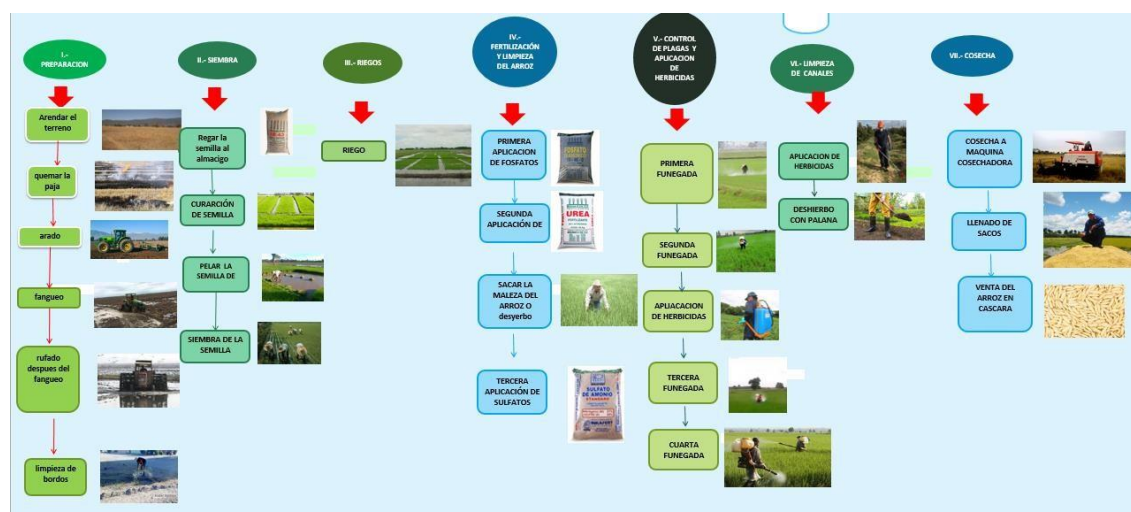 I.-
PREPARACION
Arendar el
terreno
quemar la
paja
arado
fangueo
rufado
despues del
fangueo
limpieza de
bordos
II.- SIEMBRA
Regar la
semilla al
almacigo
CURARCIÓN
DE SEMILLA
PELAR LA
SEMILLA DE
SIEMBRA DE LA
SEMILLA
III.- RIEGOS
RIEGO
IV.-
FERTILIZACIÓN
Y LIMPIEZA
DEL ARROZ
PRIMERA
APLICACION
DE FOSFATOS
FOSFATO
SEGUNDA
APLICACIÓN DE
UREA
SACAR LA
MALEZA DEL
ARROZ O
desyerbo
TERCERA
APLICACIÓN DE
SULFATOS
SULFATO
DE AMONIO
V.- CONTROL
DE PLAGAS Y
APLICACION
DE
HERBICIDAS
PRIMERA
FUNEGADA
SEGUNDA
FUNEGADA
APLIACACION
DE HERBICIDAS
TERCERA
FUNEGADA
CUARTA
FUNEGADA
VI.- LIMPIEZA
DE CANALES
APLICACION DE
HERBICIDAS
DESHIERBO
CON PALANA
VII.- COSECHA
COSECHA A
MAQUINA
COSECHADORA
LLENADO DE
SACOS
VENTA DEL
ARROZ EN
CASCARA